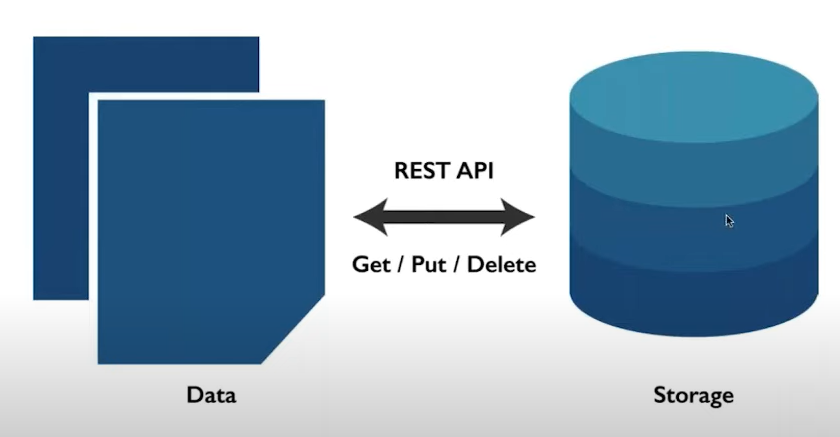 REST API
Get / Put / Delete
Data
Storage